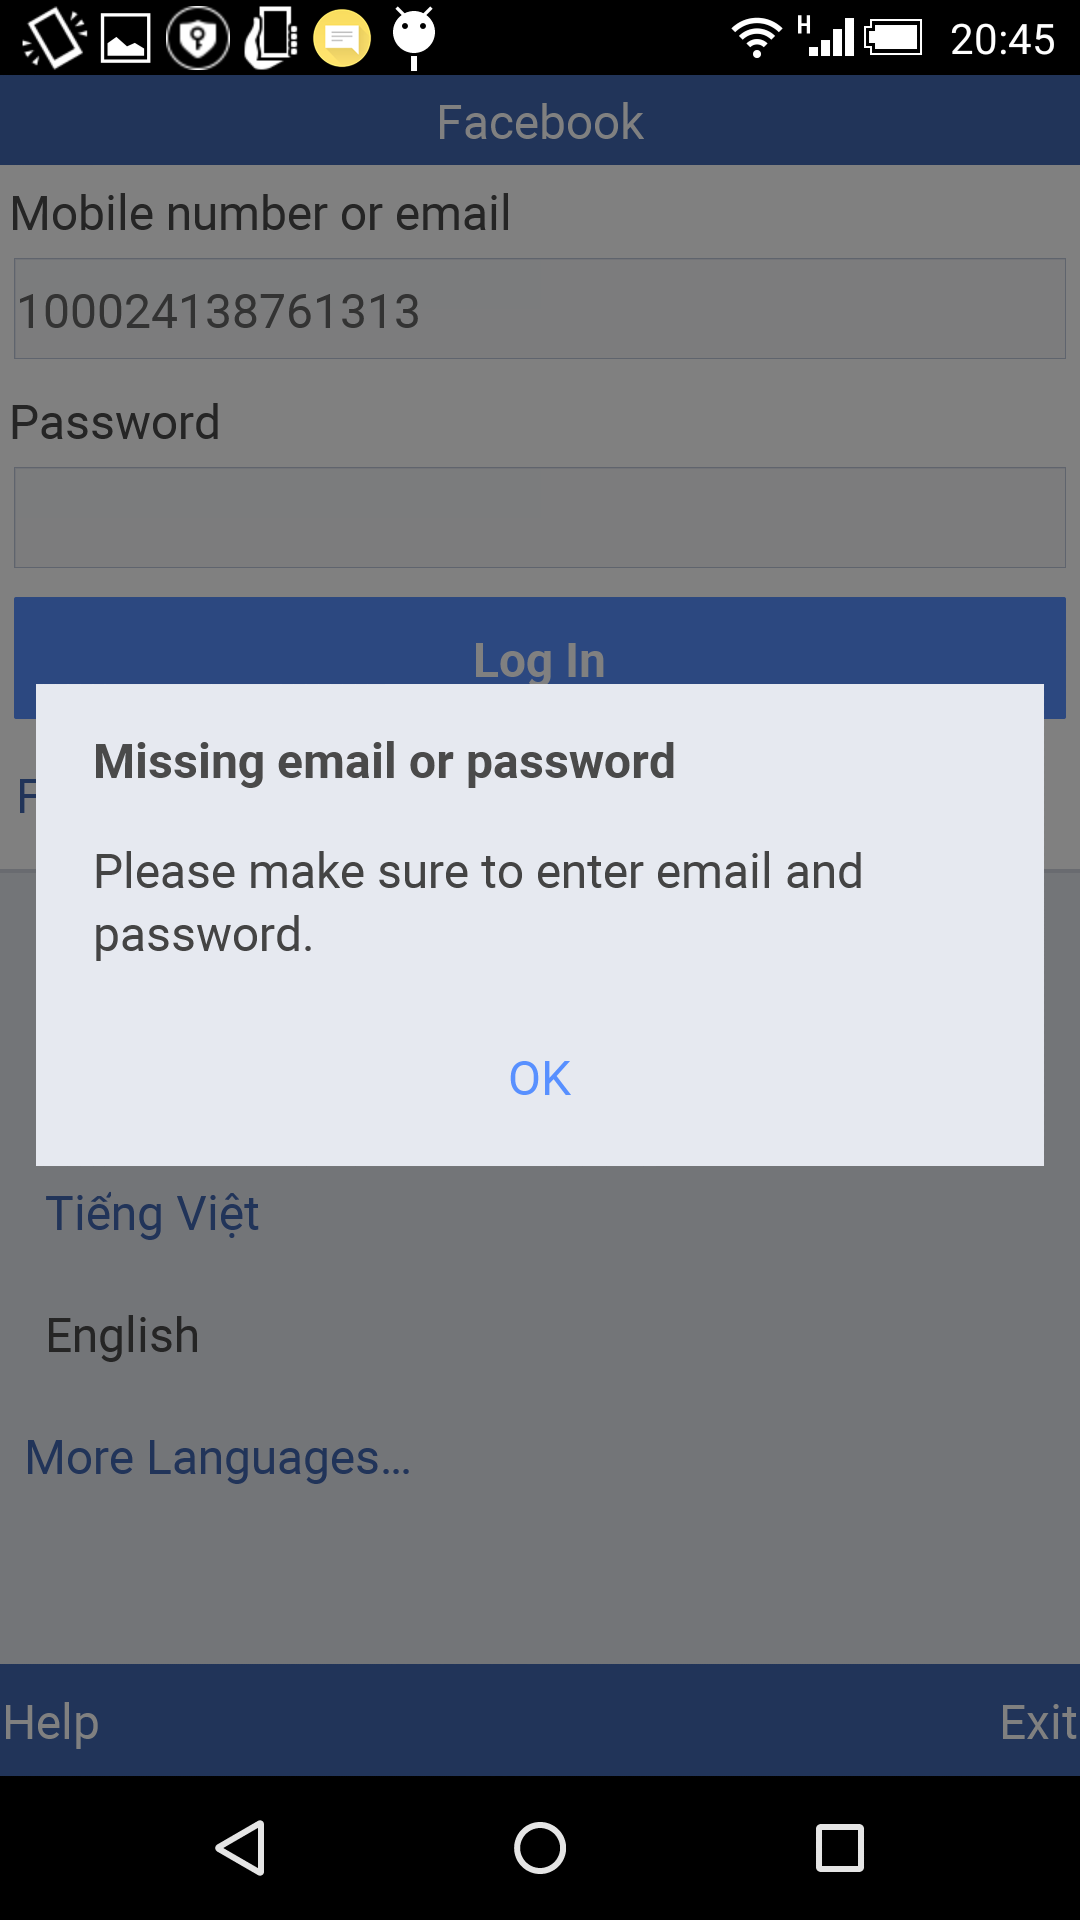 H 20:45
Facebook
Mobile number or email
100024138761313
Password
Log In
F
Missing email or password
Please make sure to enter email and
password.
OK
Tiếng Việt
English
More Languages...
Help Exit